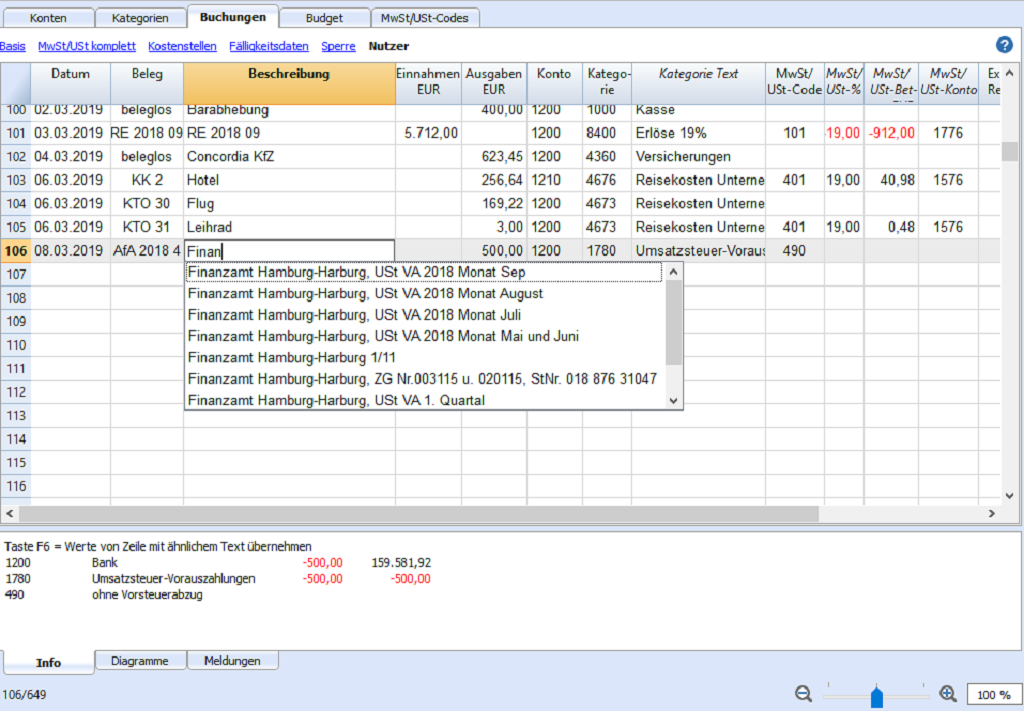 Konten Kategorien Buchungen Budget MwSt/USt-Codes
Basis MwSt/USt komplett Kostenstellen Fälligkeitsdaten Sperre Nutzer
Datum Beleg Beschreibung Einnahmen Ausgaben Konto Katego- Kategorie Text MwSt/ MwSt/ MwSt/ MwSt/ Ex
EUR EUR rie USt-Code USt-% USt-Bet- USt-Konto Re
100 02.03.2019 beleglos Barabhebung 400,00 1200 1000 Kasse
101 03.03.2019 RE 2018 09 RE 2018 09 5.712,00 1200 8400 Erlöse 19% 101 -19,00 -912,00 1776
102 04.03.2019 beleglos Concordia KfZ 623,45 1200 4360 Versicherungen
103 06.03.2019 KK 2 Hotel 256,64 1210 4676 Reisekosten Unterne 401 19,00 40,98 1576
104 06.03.2019 KTO 30 Flug 169,22 1200 4673 Reisekosten Unterne
105 06.03.2019 KTO 31 Leihrad 3,00 1200 4673 Reisekosten Unterne 401 19,00 0,48 1576
106 08.03.2019 AfA 2018 4 Finan 500,00 1200 1780 Umsatzsteuer-Voraus 490
107 Finanzamt Hamburg-Harburg, USt VA 2018 Monat Sep
108 Finanzamt Hamburg-Harburg, USt VA 2018 Monat August
109 Finanzamt Hamburg-Harburg, USt VA 2018 Monat Juli
110 Finanzamt Hamburg-Harburg, USt VA 2018 Monat Mai und Juni
111 Finanzamt Hamburg-Harburg 1/11
112 Finanzamt Hamburg-Harburg, ZG Nr.003115 u. 020115, StNr. 018 876 31047
113 Finanzamt Hamburg-Harburg, USt VA 1. Quartal
114
115
116
Taste F6 = Werte von Zeile mit ähnlichem Text übernehmen
1200 Bank -500,00 159.581,92
1780 Umsatzsteuer-Vorauszahlungen -500,00 -500,00
490 ohne Vorsteuerabzug
Info Diagramme Meldungen
106/649 100 %